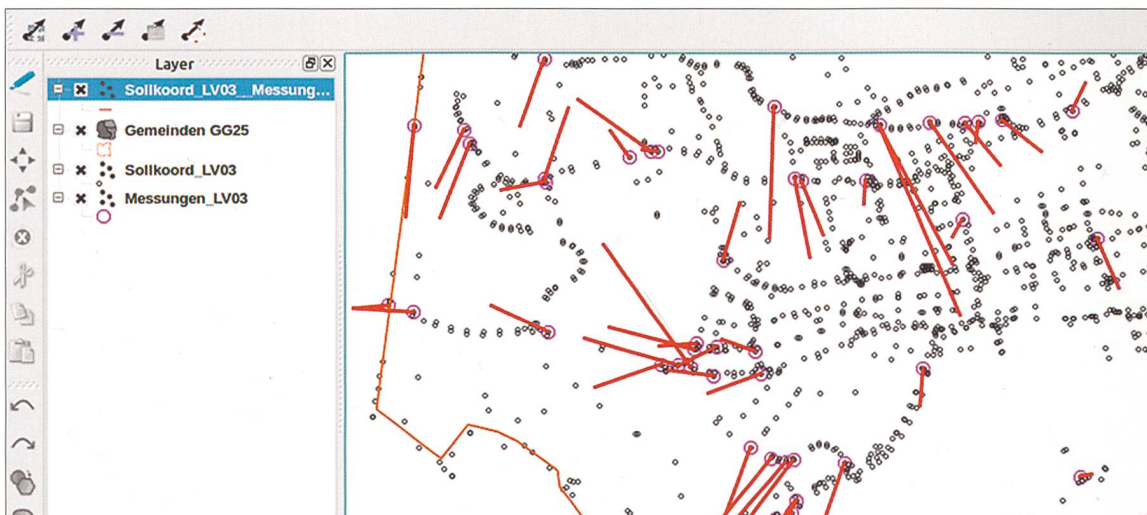 Layer
Sollkoord_LV03__Messung...
Gemeinden GG25
Sollkoord_LV03
Messungen_LV03